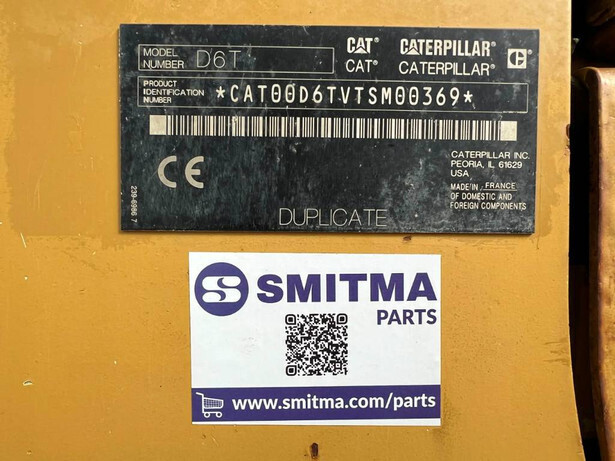 MODEL NUMBER D6T
CAT® CATERPILLAR® C
CAT® CATERPILLAR®
PRODUCT IDENTIFICATION NUMBER *CAT00D6TVTSM00369*
CATERPILLAR INC.
PEORIA, IL 61629
USA
CE
MADE IN FRANCE
OF DOMESTIC AND
FOREIGN COMPONENTS
239-6966 7
DUPLICATE
S SMITMA
PARTS
www.smitma.com/parts